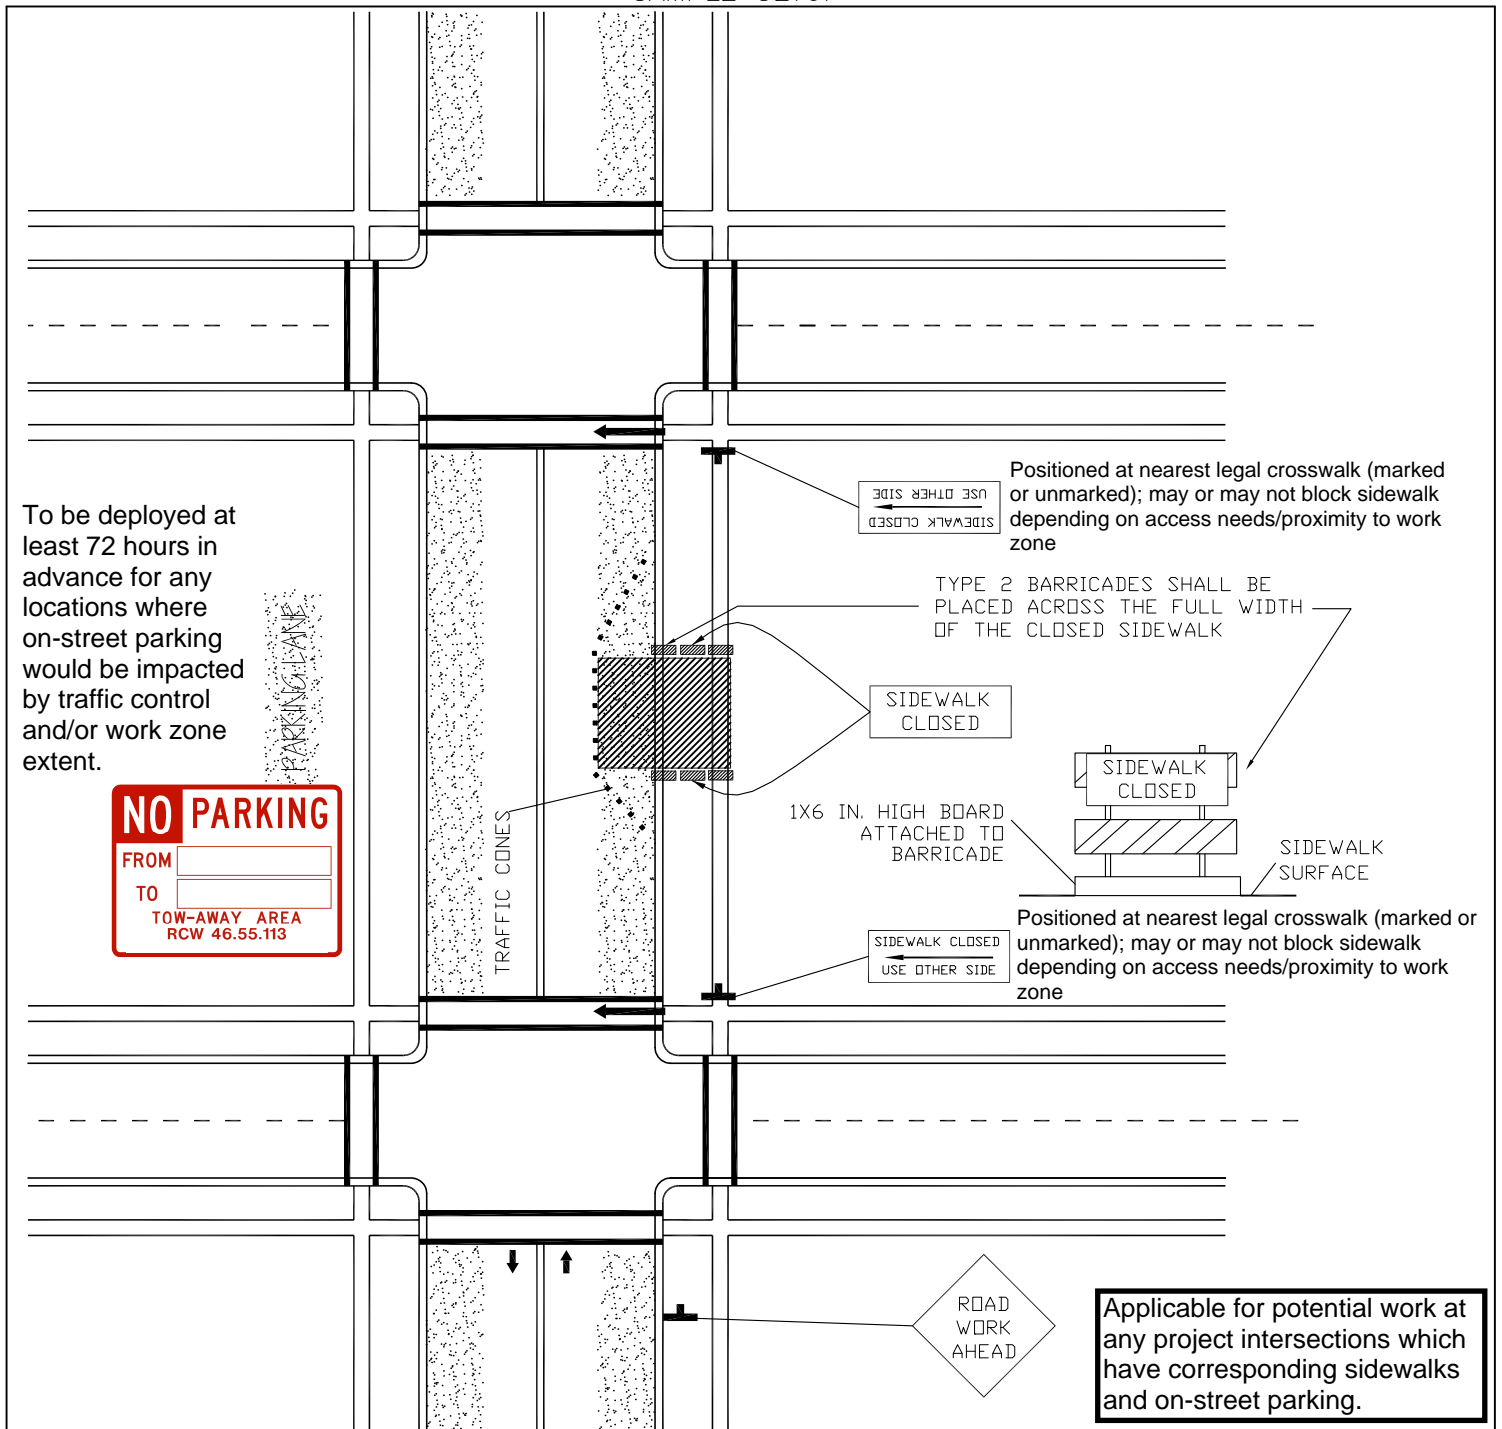 To be deployed at
least 72 hours in
advance for any
locations where
on-street parking
would be impacted
by traffic control
and/or work zone
extent.
PARKING LANE
NO PARKING
FROM
TO
TOW-AWAY AREA
RCW 46.55.113
TRAFFIC CONES
SIDEWALK CLOSED
USE OTHER SIDE
Positioned at nearest legal crosswalk (marked
or unmarked); may or may not block sidewalk
depending on access needs/proximity to work
zone
TYPE 2 BARRICADES SHALL BE
PLACED ACROSS THE FULL WIDTH
OF THE CLOSED SIDEWALK
SIDEWALK
CLOSED
SIDEWALK
CLOSED
1X6 IN. HIGH BOARD
ATTACHED TO
BARRICADE
SIDEWALK
SURFACE
SIDEWALK CLOSED
USE OTHER SIDE
Positioned at nearest legal crosswalk (marked or
unmarked); may or may not block sidewalk
depending on access needs/proximity to work
zone
ROAD
WORK
AHEAD
Applicable for potential work at
any project intersections which
have corresponding sidewalks
and on-street parking.